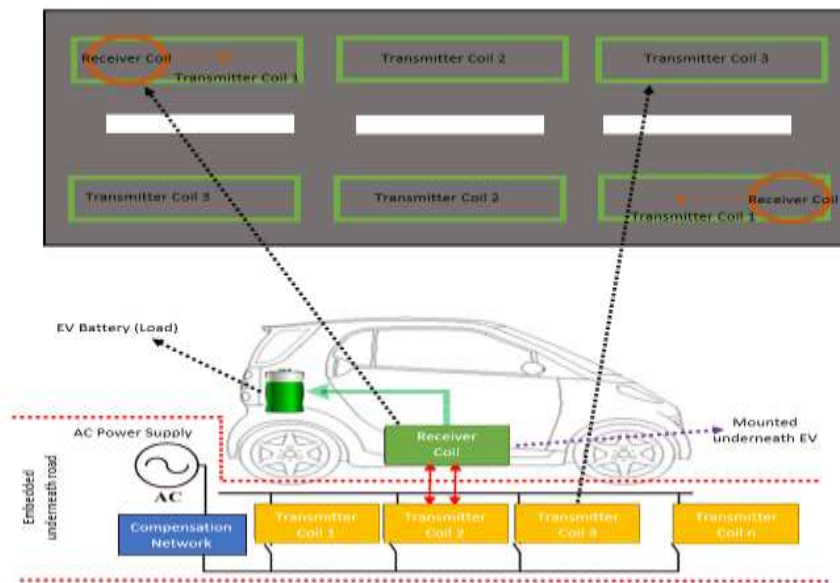 Receiver Coil
Transmitter Coil 1
Transmitter Coil 2
Transmitter Coil 3
Transmitter Coil 3
Transmitter Coil 2
Receiver Coil
Transmitter Coil 1
EV Battery (Load)
AC Power Supply
AC
Embedded
underneath road
Compensation
Network
Receiver
Coil
Mounted
underneath EV
Transmitter
Coil 1
Transmitter
Coil 2
Transmitter
Coil 3
Transmitter
Coil n